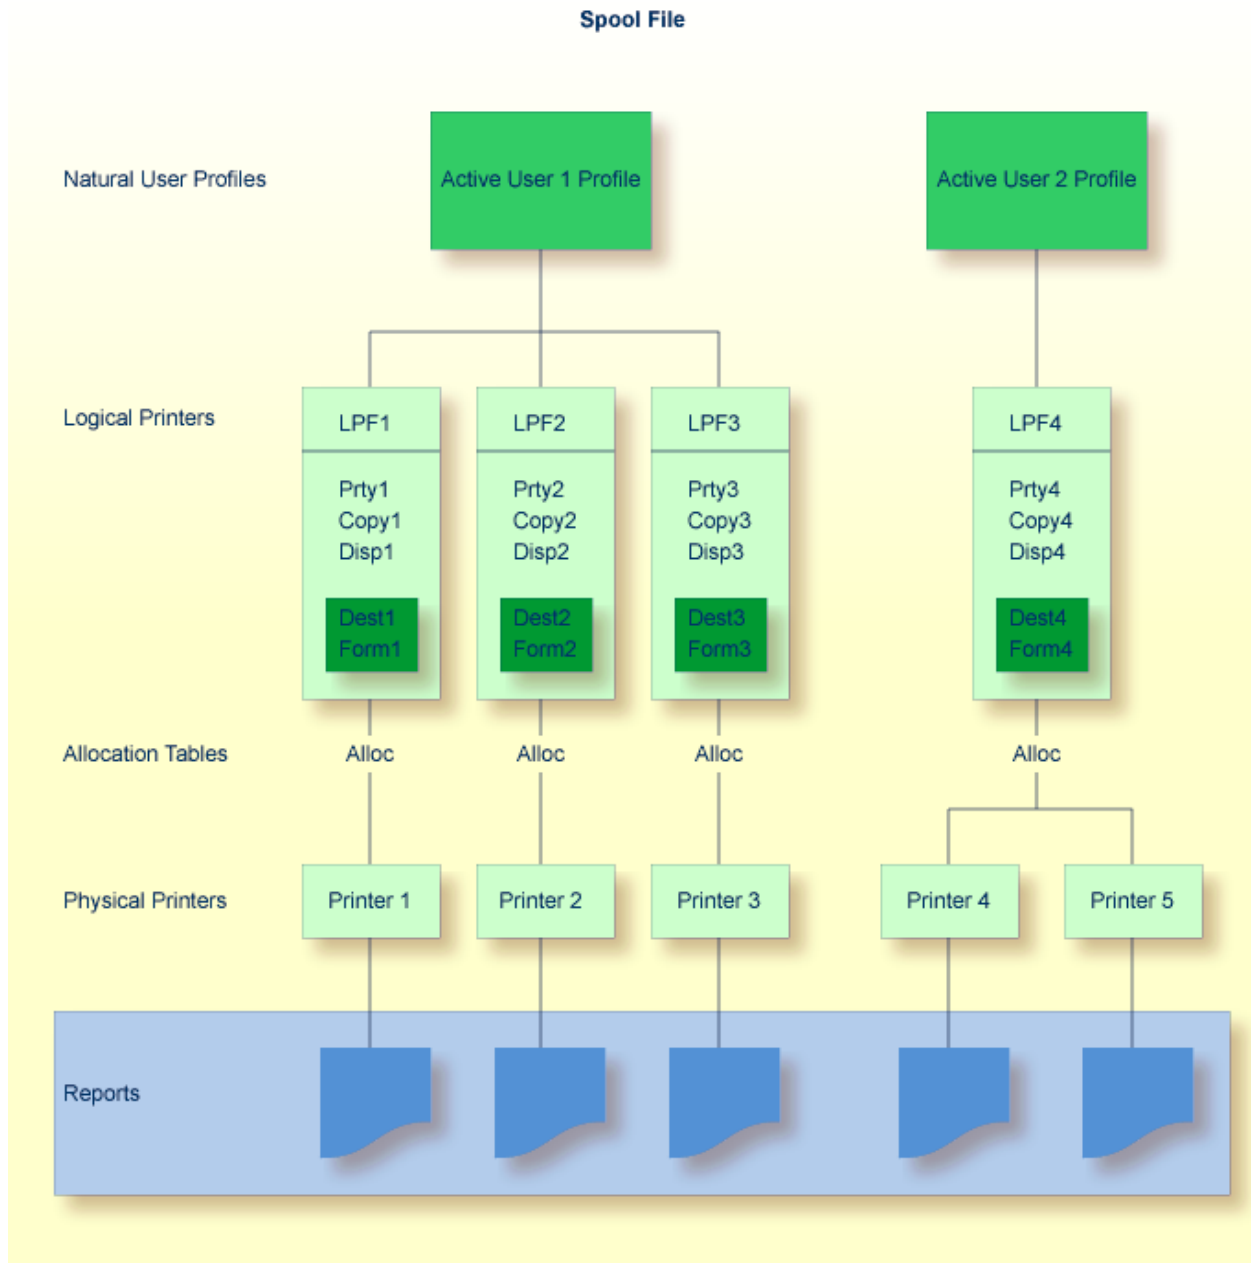 Spool File
Natural User Profiles
Active User 1 Profile
Active User 2 Profile
Logical Printers
LPF1
Prty1
Copy1
Disp1
Dest1
Form1
LPF2
Prty2
Copy2
Disp2
Dest2
Form2
LPF3
Prty3
Copy3
Disp3
Dest3
Form3
LPF4
Prty4
Copy4
Disp4
Dest4
Form4
Allocation Tables
Alloc
Alloc
Alloc
Alloc
Physical Printers
Printer 1
Printer 2
Printer 3
Printer 4
Printer 5
Reports